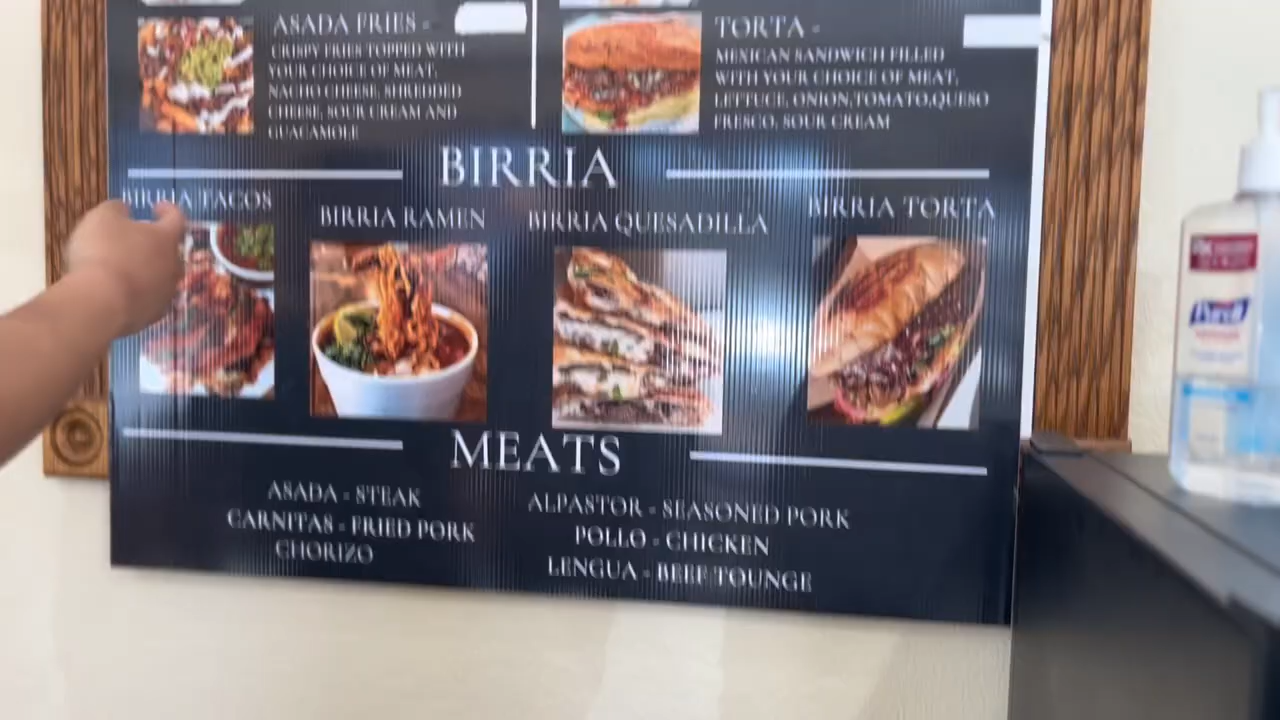 ASADA FRIES -
CRISPY FRIES TOPPED WITH
YOUR CHOICE OF MEAT,
NACHO CHEESE, SHREDDED
CHEESE, SOUR CREAM AND
GUACAMOLE
TORTA -
MEXICAN SANDWICH FILLED
WITH YOUR CHOICE OF MEAT,
LETTUCE, ONION,TOMATO,QUESO
FRESCO, SOUR CREAM
BIRRIA
BIRRIA TACOS
BIRRIA RAMEN
BIRRIA QUESADILLA
BIRRIA TORTA
MEATS
ASADA - STEAK
CARNITAS - FRIED PORK
CHORIZO
ALPASTOR - SEASONED PORK
POLLO - CHICKEN
LENGUA - BEEF TOUNGE
Purell